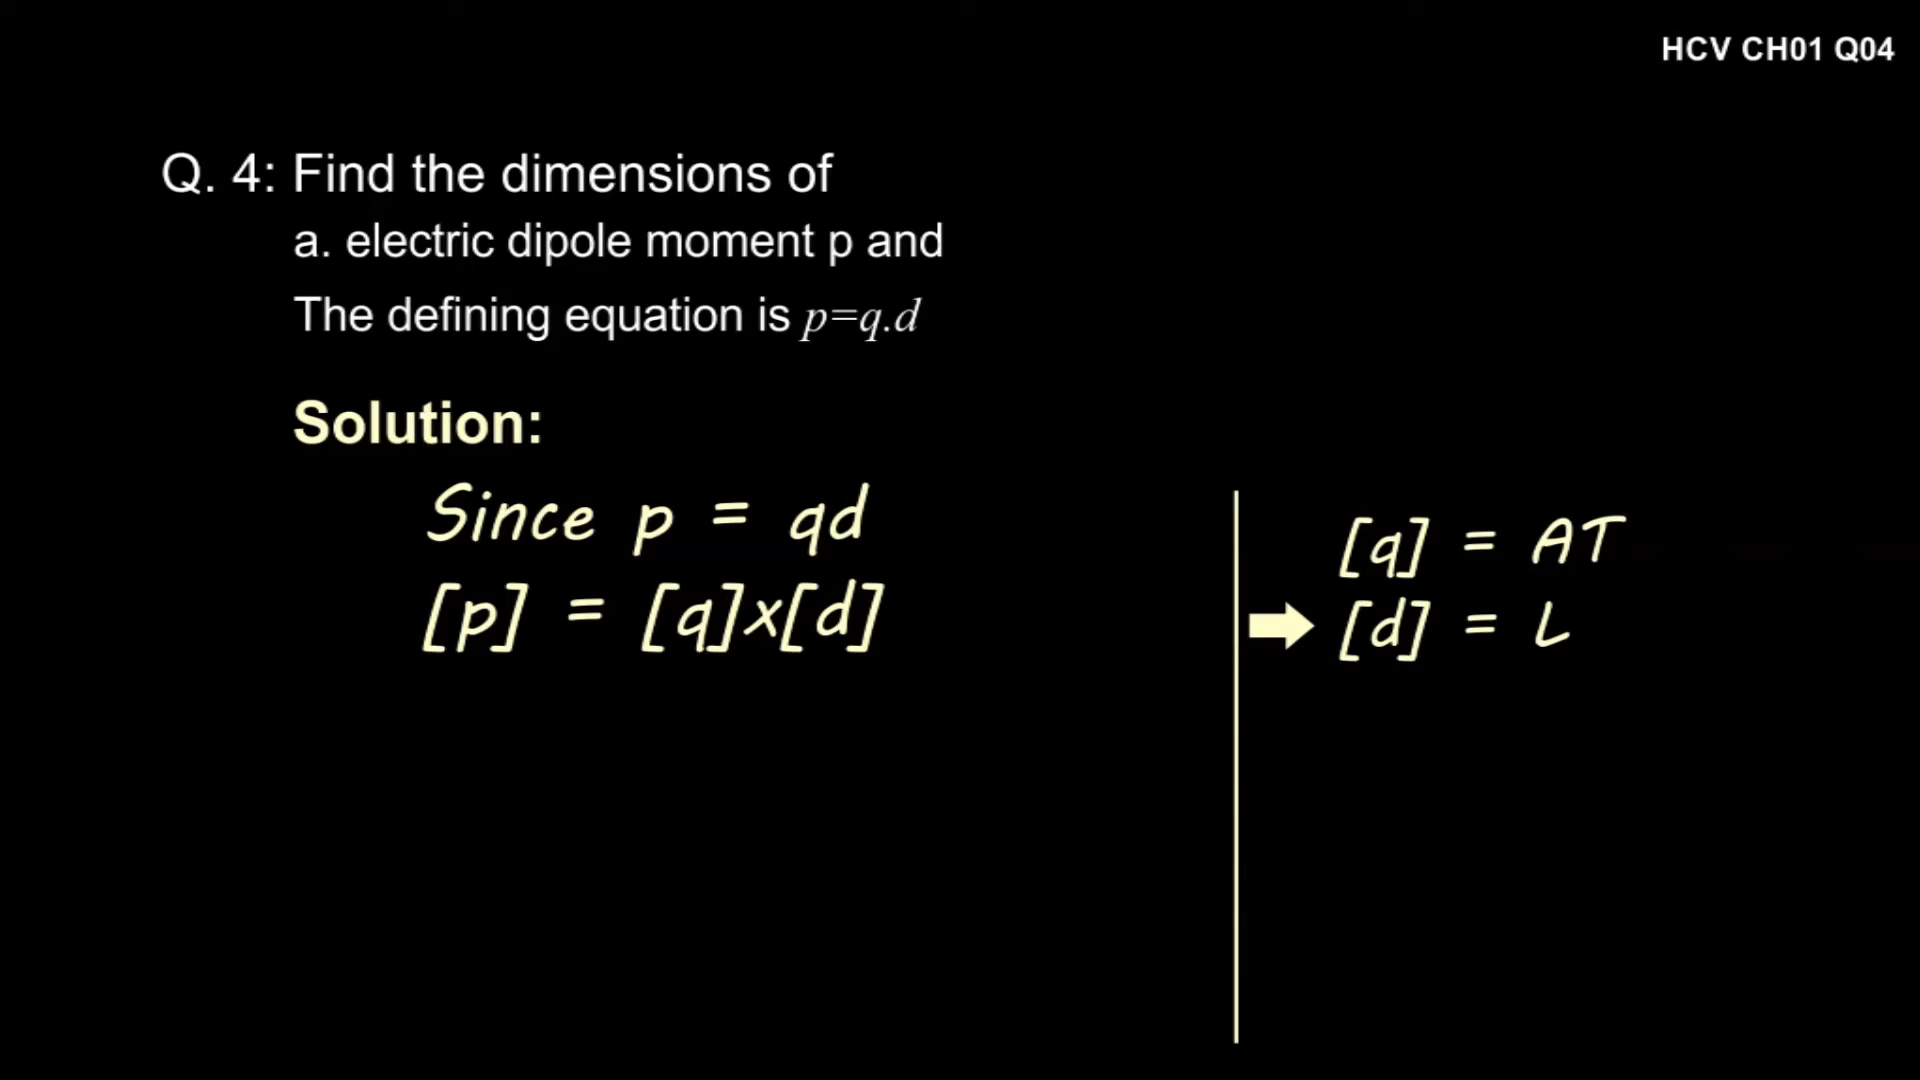 HCV CH01 Q04
Q. 4: Find the dimensions of
a. electric dipole moment p and
The defining equation is p=q.d
Solution:
Since p = qd
[p] = [q]x[d]
[q] = AT
[d] = L